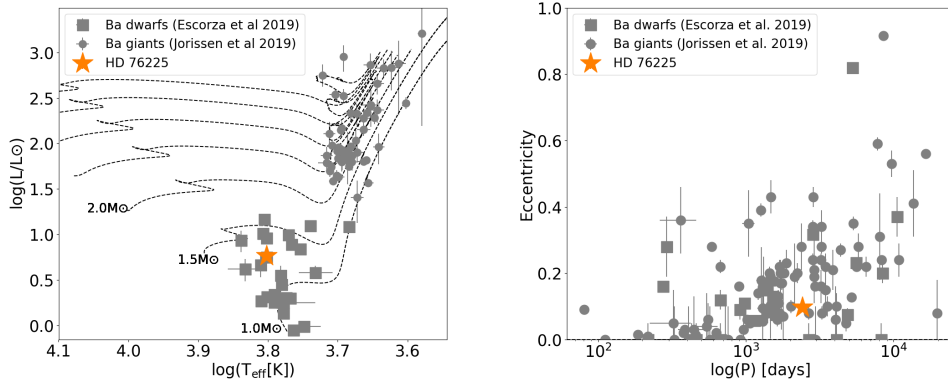 Ba dwarfs (Escorza et al 2019)
Ba giants (Jorissen et al 2019)
HD 76225
3.0
2.5
2.0
1.5
1.0
0.5
0.0
log(L/L⊙)
2.0M⊙
1.5M⊙
1.0M⊙
4.1 4.0 3.9 3.8 3.7 3.6
log(Teff[K])
Ba dwarfs (Escorza et al. 2019)
Ba giants (Jorissen et al. 2019)
HD 76225
1.0
0.8
0.6
0.4
0.2
0.0
Eccentricity
10² 10³ 10⁴
log(P) [days]